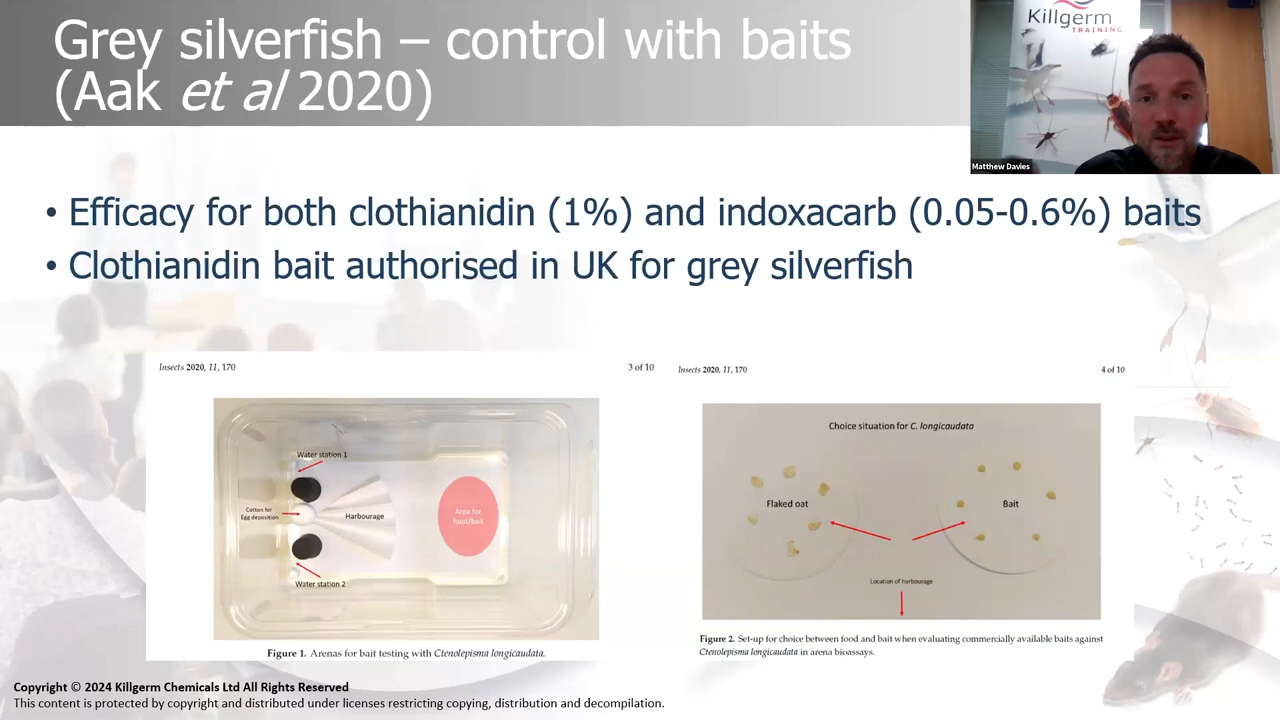 Grey silverfish – control with baits
(Aak et al 2020)
Killgerm
TRAINING
Matthew Davies
• Efficacy for both clothianidin (1%) and indoxacarb (0.05-0.6%) baits
• Clothianidin bait authorised in UK for grey silverfish
Insects 2020, 11, 170
3 of 10
Water station 1
Cotton for
Egg deposition
Harbourage
Area for
food/bait
Water station 2
Figure 1. Arenas for bait testing with Ctenolepisma longicaudata.
Insects 2020, 11, 170
4 of 10
Choice situation for C. longicaudata
Flaked oat
Bait
Location of harbourage
Figure 2. Set-up for choice between food and bait when evaluating commercially available baits against
Ctenolepisma longicaudata in arena bioassays.
Copyright © 2024 Killgerm Chemicals Ltd All Rights Reserved
This content is protected by copyright and distributed under licenses restricting copying, distribution and decompilation.